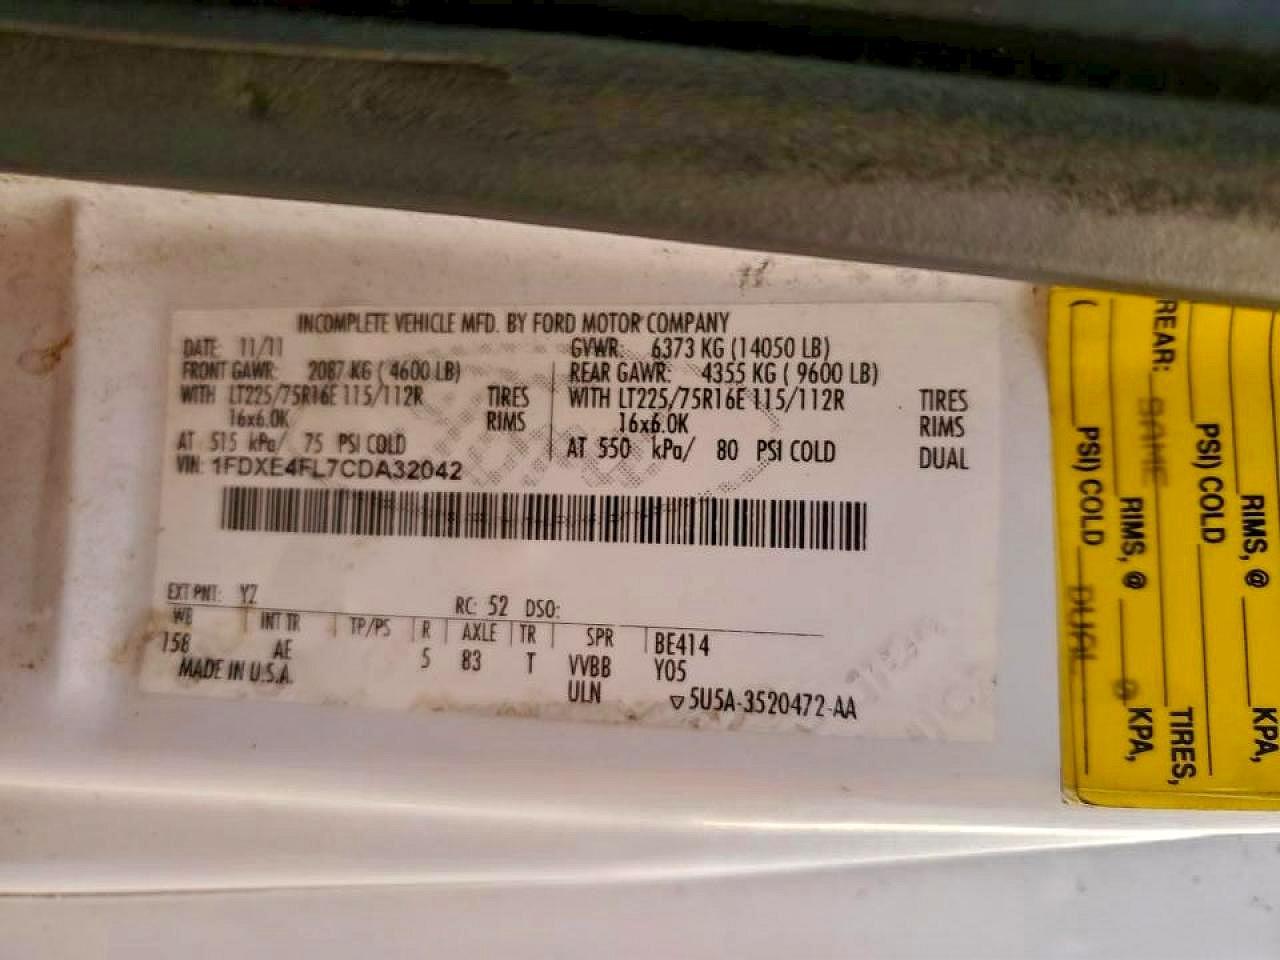 INCOMPLETE VEHICLE MFD. BY FORD MOTOR COMPANY
DATE: 11/11 GVWR: 6373 KG (14050 LB)
FRONT GAWR: 2087 KG ( 4600 LB) REAR GAWR: 4355 KG ( 9600 LB)
WITH LT225/75R16E 115/112R TIRES WITH LT225/75R16E 115/112R TIRES
16x6.0K RIMS 16x6.0K RIMS
AT 515 kPa/ 75 PSI COLD AT 550 kPa/ 80 PSI COLD DUAL
VIN: 1FDXE4FL7CDA32042
EXT PNT: YZ RC: 52 DSO:
WB INT TR TP/PS R AXLE TR SPR BE414
158 AE 5 83 T VVBB Y05
MADE IN U.S.A. ULN 5U5A-3520472-AA
RIMS, @ KPA,
PSI) COLD TIRES,
REAR: SAME RIMS, @ KPA,
( PSI) COLD DUAL